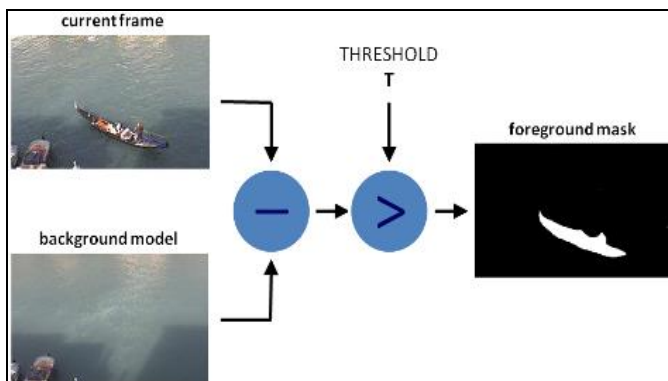 current frame
THRESHOLD
T
foreground mask
−
>
background model